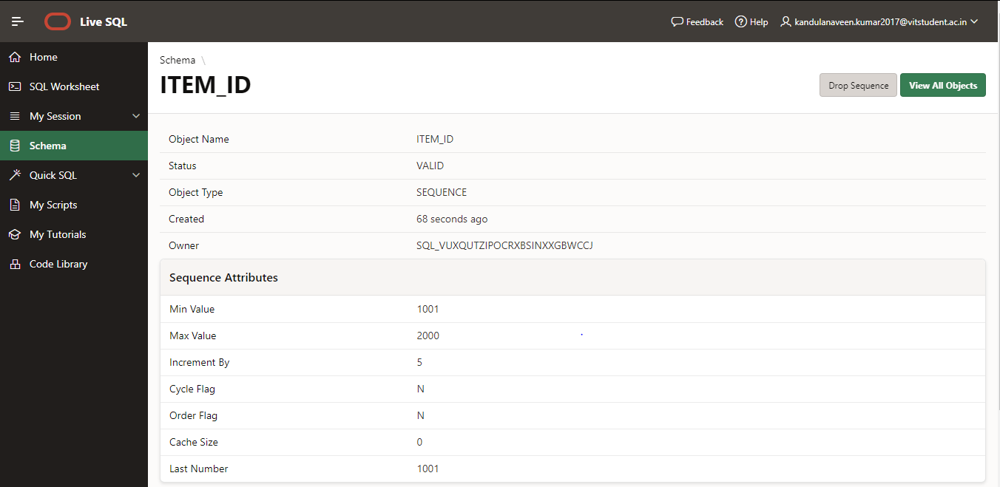 Live SQL
Feedback
Help
kandulanaveen.kumar2017@vitstudent.ac.in
Home
SQL Worksheet
My Session
Schema
Quick SQL
My Scripts
My Tutorials
Code Library
Schema \
ITEM_ID
Drop Sequence
View All Objects
Object Name ITEM_ID
Status VALID
Object Type SEQUENCE
Created 68 seconds ago
Owner SQL_VUXQUTZIPOCRXBSINXXGBWCCJ
Sequence Attributes
Min Value 1001
Max Value 2000
Increment By 5
Cycle Flag N
Order Flag N
Cache Size 0
Last Number 1001